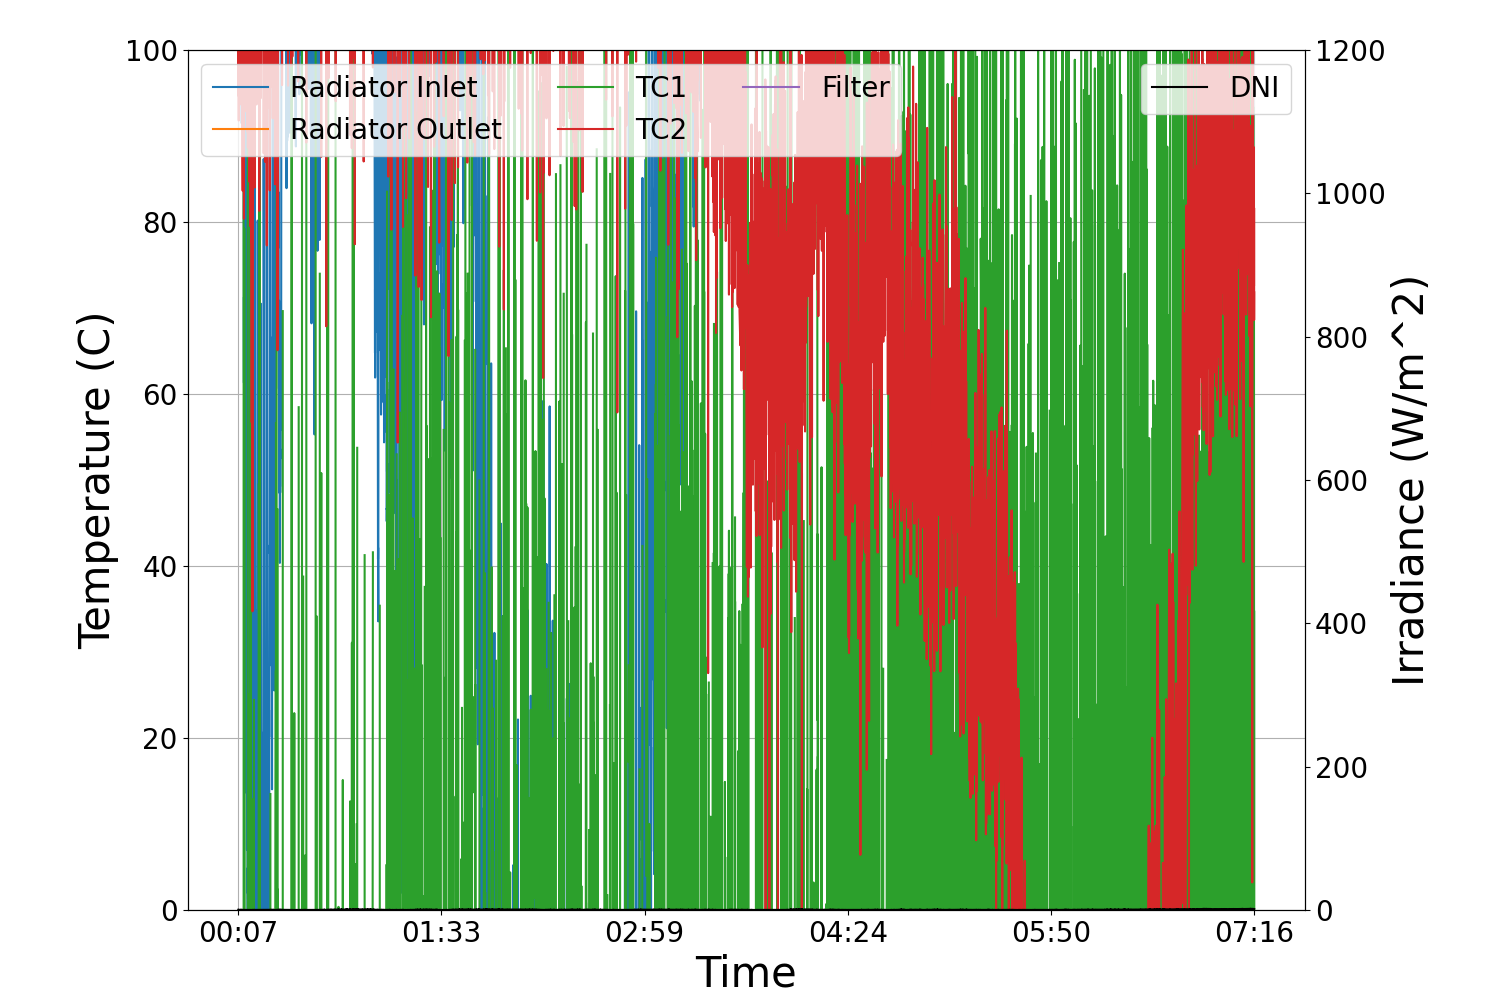 100
80
60
40
20
0
Temperature (C)
Radiator Inlet
Radiator Outlet
TC1
TC2
Filter
DNI
1200
1000
800
600
400
200
0
Irradiance (W/m^2)
00:07 01:33 02:59 04:24 05:50 07:16
Time